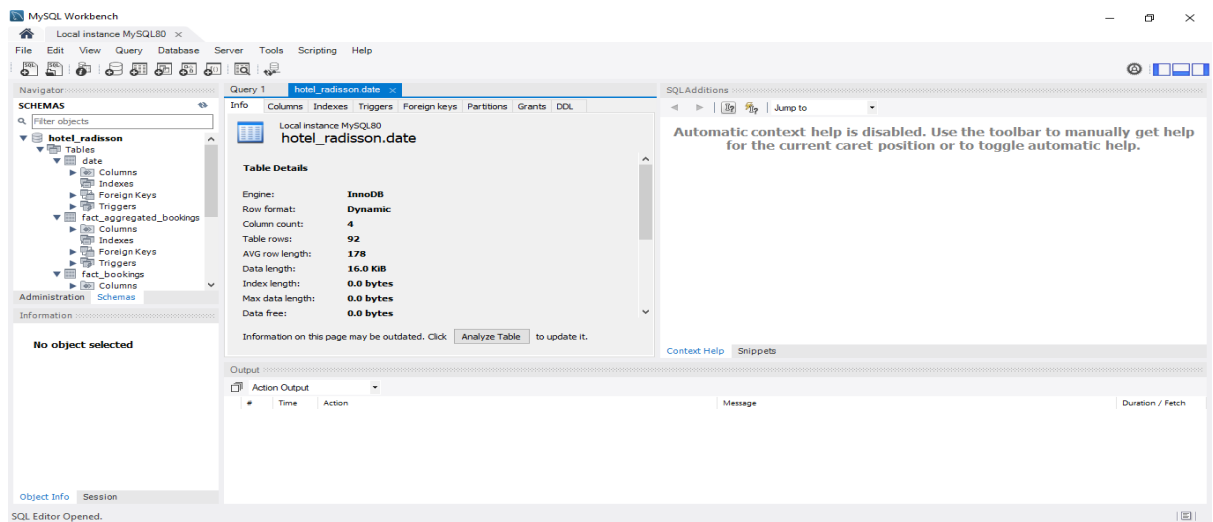 MySQL Workbench
Local instance MySQL80
File Edit View Query Database Server Tools Scripting Help
Navigator
SCHEMAS
Filter objects
hotel_radisson
Tables
date
Columns
Indexes
Foreign Keys
Triggers
fact_aggregated_bookings
Columns
Indexes
Foreign Keys
Triggers
fact_bookings
Columns
Administration Schemas
Information
No object selected
Object Info Session
Query 1 hotel_radisson.date
Info Columns Indexes Triggers Foreign keys Partitions Grants DDL
Local instance MySQL80
hotel_radisson.date
Table Details
Engine: InnoDB
Row format: Dynamic
Column count: 4
Table rows: 92
AVG row length: 178
Data length: 16.0 KiB
Index length: 0.0 bytes
Max data length: 0.0 bytes
Data free: 0.0 bytes
Information on this page may be outdated. Click Analyze Table to update it.
SQLAdditions
Jump to
Automatic context help is disabled. Use the toolbar to manually get help
for the current caret position or to toggle automatic help.
Context Help Snippets
Output
Action Output
# Time Action Message Duration / Fetch
SQL Editor Opened.